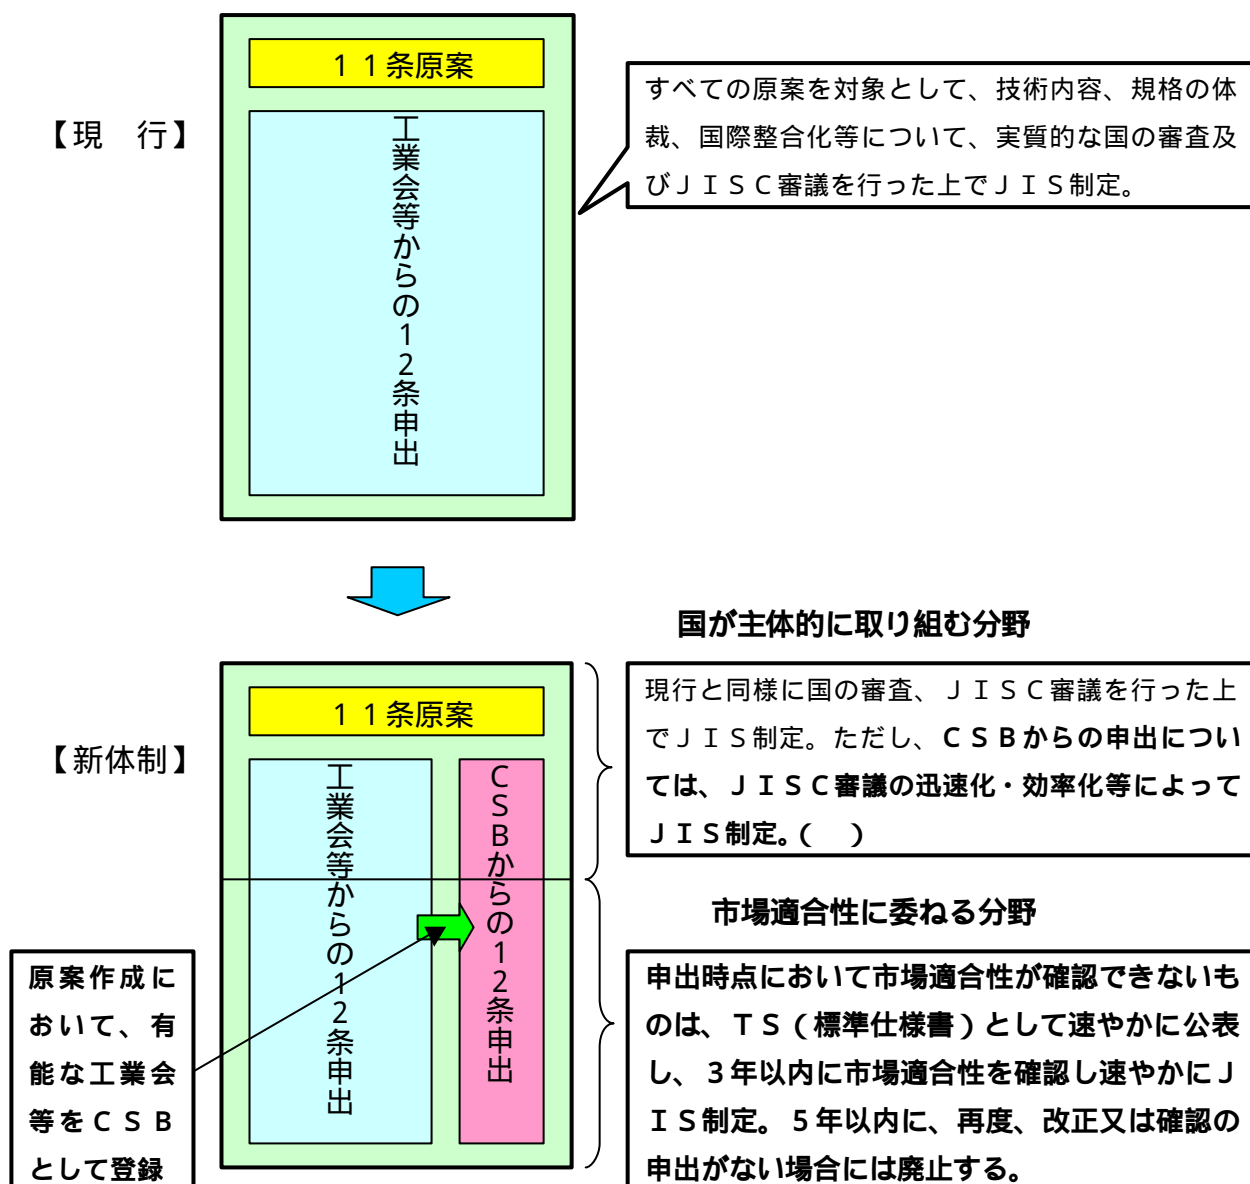 １１条原案
【現　行】
工業会等からの１２条申出
すべての原案を対象として、技術内容、規格の体
裁、国際整合化等について、実質的な国の審査及
びＪＩＳＣ審議を行った上でＪＩＳ制定。
国が主体的に取り組む分野
【新体制】
１１条原案
工業会等からの１２条申出
ＣＳＢからの１２条申出
現行と同様に国の審査、ＪＩＳＣ審議を行った上
でＪＩＳ制定。ただし、ＣＳＢからの申出につい
ては、ＪＩＳＣ審議の迅速化・効率化等によって
ＪＩＳ制定。(　)
市場適合性に委ねる分野
原案作成に
おいて、有
能な工業会
等をＣＳＢ
として登録
申出時点において市場適合性が確認できないも
のは、ＴＳ（標準仕様書）として速やかに公表
し、３年以内に市場適合性を確認し速やかにＪ
ＩＳ制定。５年以内に、再度、改正又は確認の
申出がない場合には廃止する。